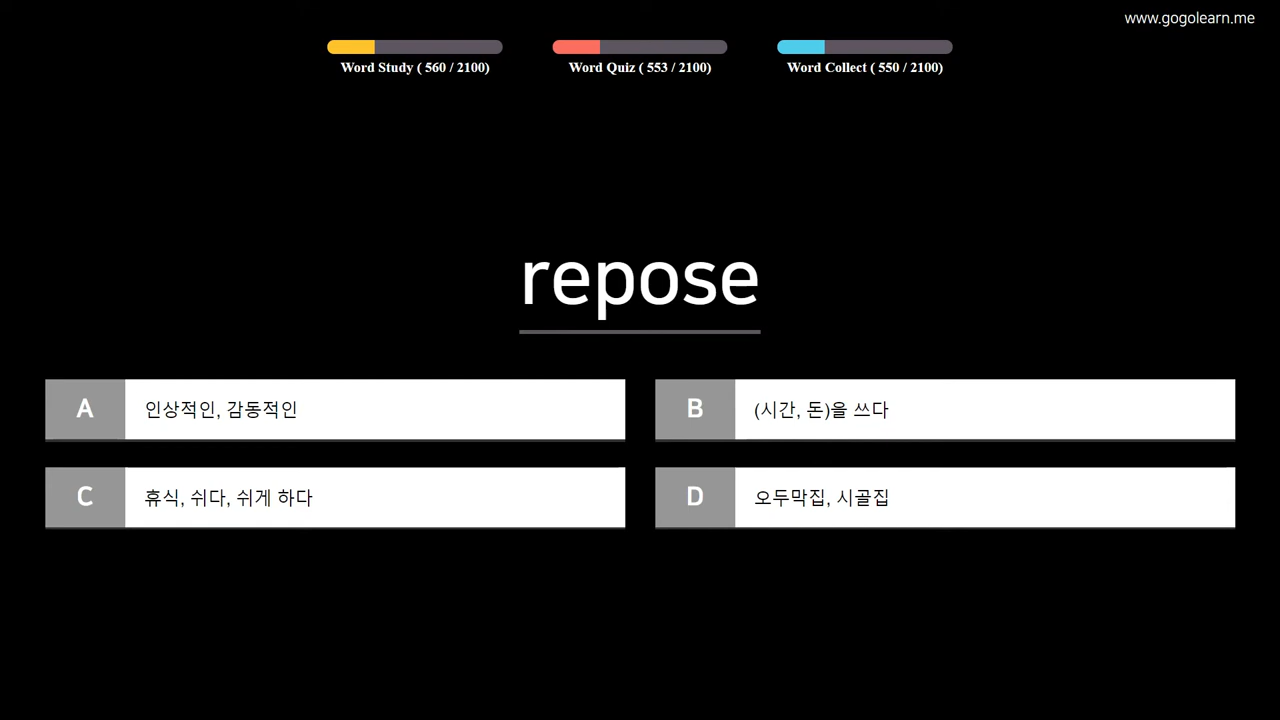 www.gogolearn.me
Word Study ( 560 / 2100)
Word Quiz ( 553 / 2100)
Word Collect ( 550 / 2100)
repose
A 인상적인, 감동적인
B (시간, 돈)을 쓰다
C 휴식, 쉬다, 쉬게 하다
D 오두막집, 시골집